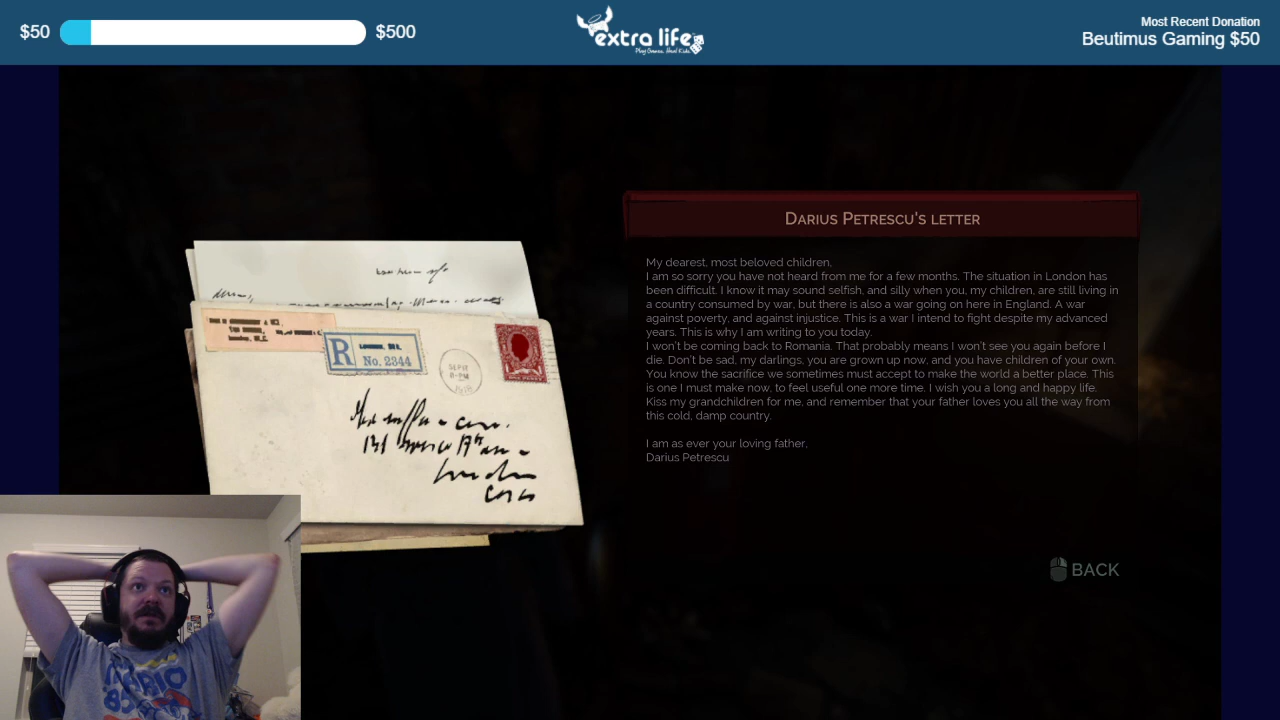 $50
$500
extra life
Play Games. Heal Kids.
Most Recent Donation
Beutimus Gaming $50
DARIUS PETRESCU'S LETTER
My dearest, most beloved children,
I am so sorry you have not heard from me for a few months. The situation in London has
been difficult. I know it may sound selfish, and silly when you, my children, are still living in
a country consumed by war, but there is also a war going on here in England. A war
against poverty, and against injustice. This is a war I intend to fight despite my advanced
years. This is why I am writing to you today.
I won't be coming back to Romania. That probably means I won't see you again before I
die. Don't be sad, my darlings, you are grown up now, and you have children of your own.
You know the sacrifice we sometimes must accept to make the world a better place. This
is one I must make now, to feel useful one more time. I wish you a long and happy life.
Kiss my grandchildren for me, and remember that your father loves you all the way from
this cold, damp country.
I am as ever your loving father,
Darius Petrescu
R
No. 2344
SEP 17
8-PM
1918
ONE PENNY
London
BACK